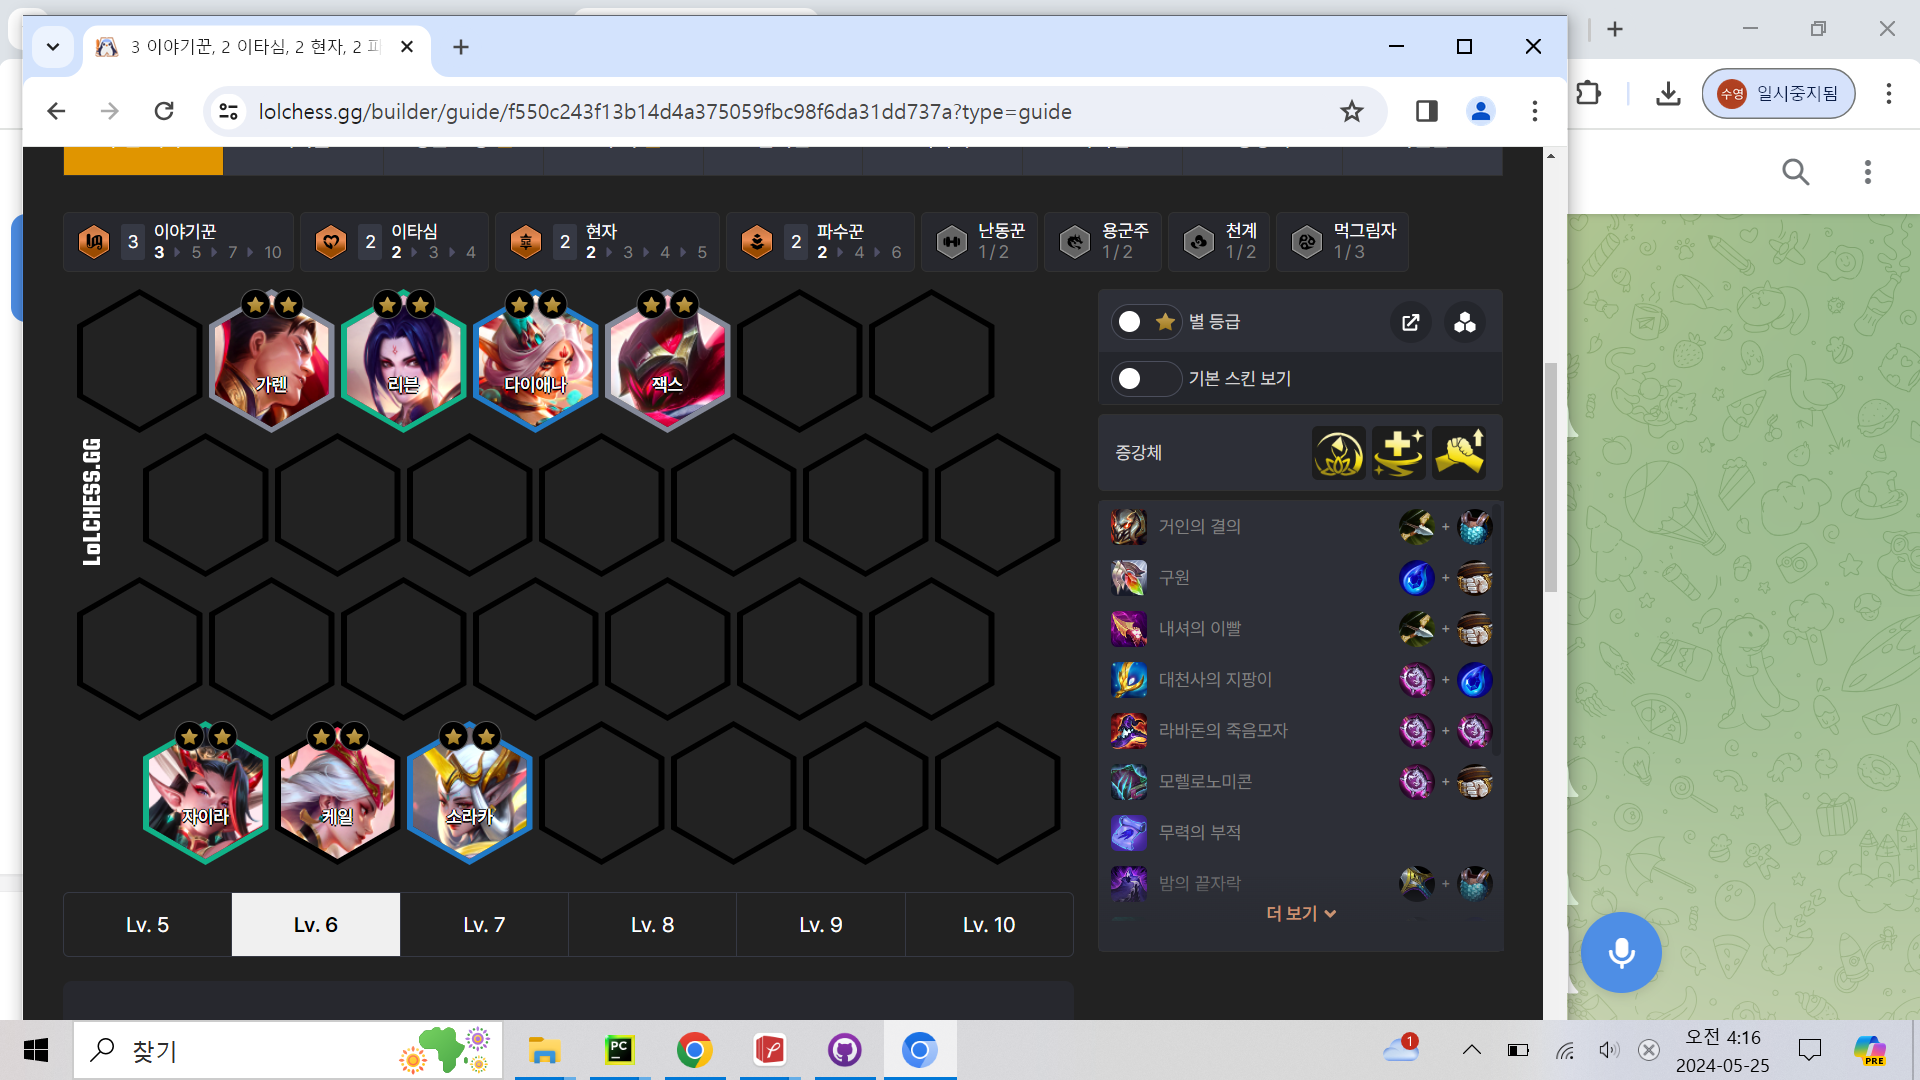 3 이야기꾼, 2 이타심, 2 현자, 2 파
lolchess.gg/builder/guide/f550c243f13b14d4a375059fbc98f6da31dd737a?type=guide
수영 일시중지됨
3 이야기꾼 3 5 7 10
2 이타심 2 3 4
2 현자 2 3 4 5
2 파수꾼 2 4 6
난동꾼 1 / 2
용군주 1 / 2
천계 1 / 2
먹그림자 1 / 3
가렌
리븐
다이애나
잭스
LoLCHESS.GG
자이라
케일
소라카
Lv. 5
Lv. 6
Lv. 7
Lv. 8
Lv. 9
Lv. 10
별 등급
기본 스킨 보기
증강체
거인의 결의 +
구원 +
내셔의 이빨 +
대천사의 지팡이 +
라바돈의 죽음모자 +
모렐로노미콘 +
무력의 부적
밤의 끝자락 +
더 보기
찾기
PC
1
오전 4:16
2024-05-25
PRE